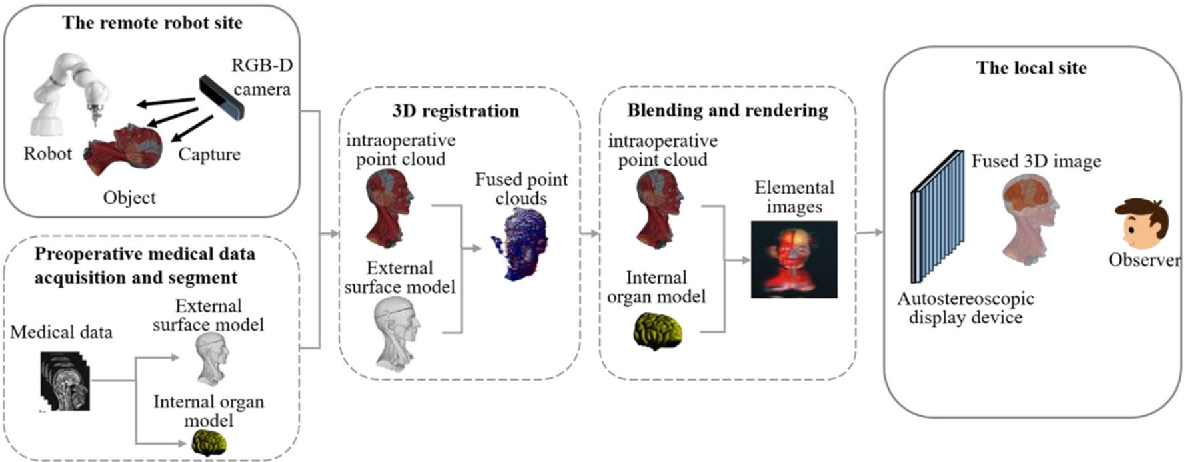 The remote robot site
RGB-D
camera
Robot
Capture
Object
Preoperative medical data
acquisition and segment
External
surface model
Medical data
Internal organ
model
3D registration
intraoperative
point cloud
Fused point
clouds
External
surface model
Blending and rendering
intraoperative
point cloud
Elemental
images
Internal
organ model
The local site
Fused 3D image
Observer
Autostereoscopic
display device